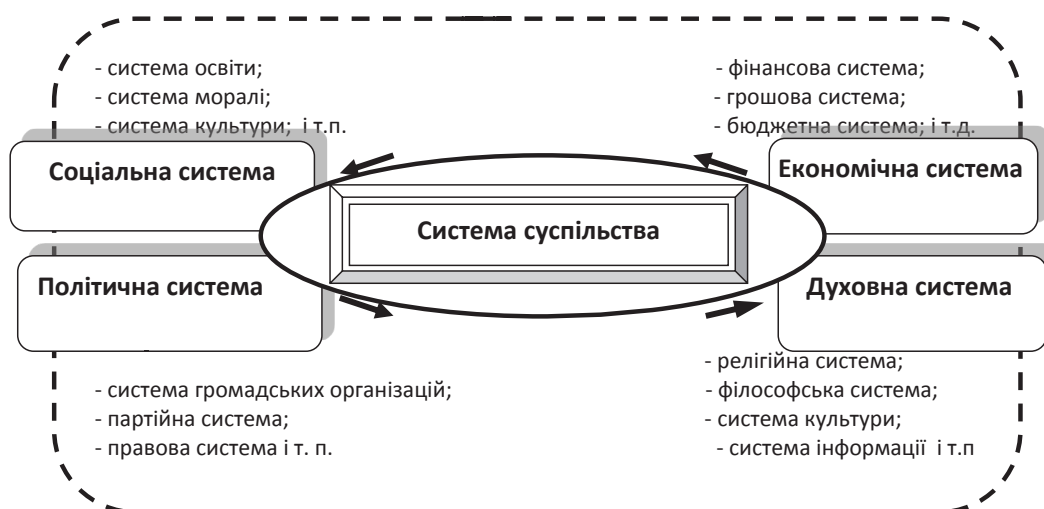 - система освіти;
- система моралі;
- система культури;  і т.п.
Соціальна система
- фінансова система;
- грошова система;
- бюджетна система; і т.д.
Економічна система
Система суспільства
Політична система
- система громадських організацій;
- партійна система;
- правова система і т. п.
Духовна система
- релігійна система;
- філософська система;
- система культури;
- система інформації  і т.п